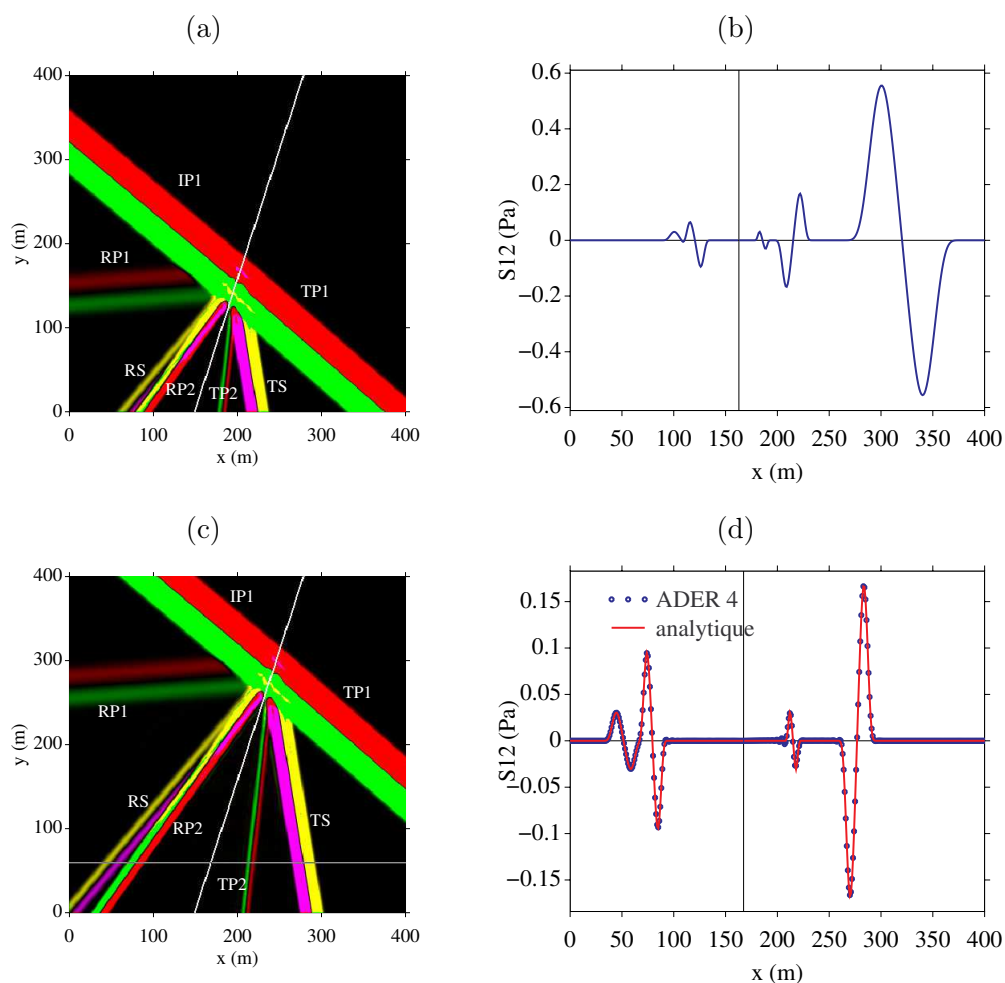 (a)
(b)
400
300
200
100
0
y (m)
0
100
200
300
400
x (m)
IP1
RP1
TP1
RS
RP2
TP2
TS
0.6
0.4
0.2
0
−0.2
−0.4
−0.6
S12 (Pa)
0
50
100
150
200
250
300
350
400
x (m)
(c)
(d)
400
300
200
100
0
y (m)
0
100
200
300
400
x (m)
IP1
RP1
TP1
RS
RP2
TP2
TS
0.15
0.10
0.05
0
−0.05
−0.1
−0.15
S12 (Pa)
ADER 4
analytique
0
50
100
150
200
250
300
350
400
x (m)